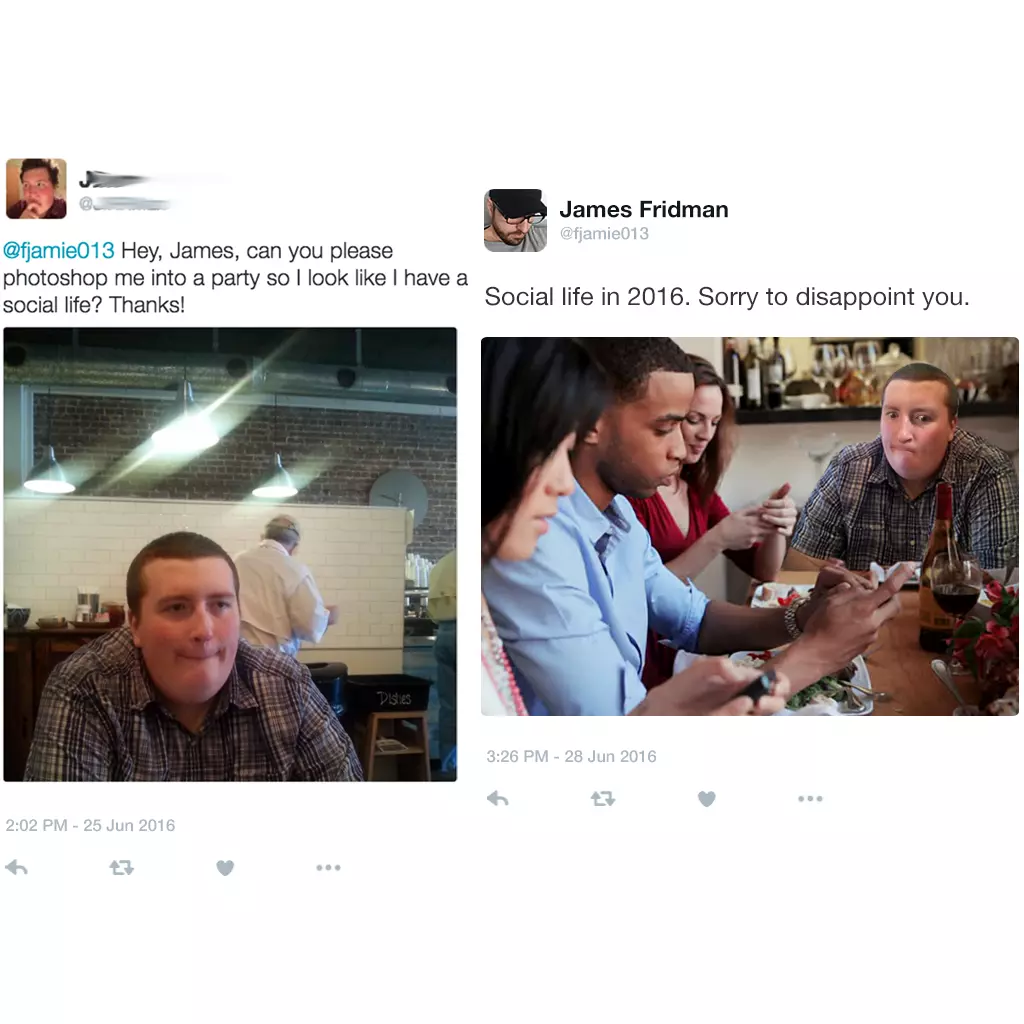 @fjamie013 Hey, James, can you please
photoshop me into a party so I look like I have a
social life? Thanks!
Dishes
2:02 PM - 25 Jun 2016
James Fridman
@fjamie013
Social life in 2016. Sorry to disappoint you.
3:26 PM - 28 Jun 2016